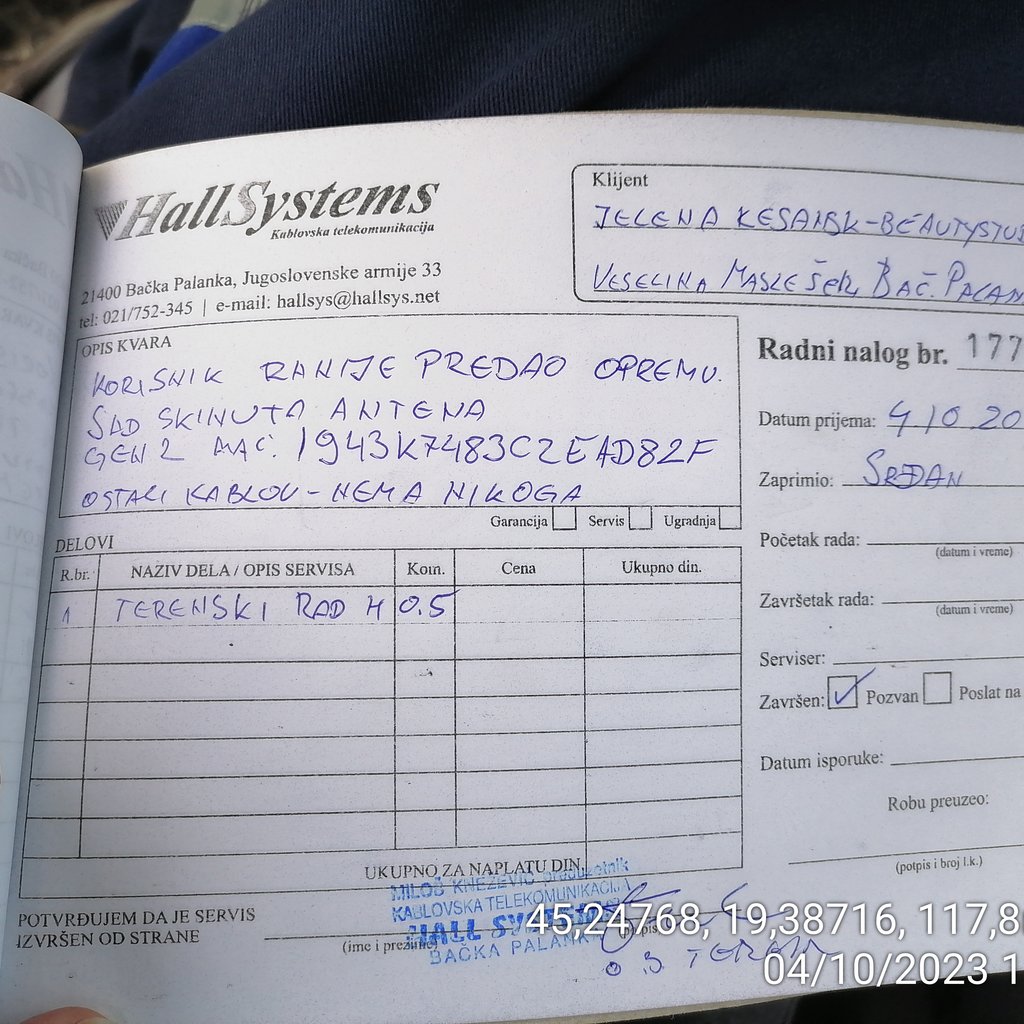 HallSystems
Kablovska telekomunikacija
21400 Bačka Palanka, Jugoslovenske armije 33
tel: 021/752-345 | e-mail: hallsys@hallsys.net
Klijent
JELENA KESAISK-BEAUTYSTUD
VESELINA MASLEŠE BAČ. PALAN
OPIS KVARA
KORISNIK RANIJE PREDAO OPREMU.
SAD SKINUTA ANTENA
GEN 2 MAC: 1943K7483C2EAD82F
OSTALI KABLOVI - NEMA NIKOGA
Garancija Servis Ugradnja
Radni nalog br. 177
Datum prijema: 4/10 20
Zaprimio: SRĐAN
Početak rada:
(datum i vreme)
Završetak rada:
(datum i vreme)
Serviser:
Završen: Pozvan Poslat na
Datum isporuke:
Robu preuzeo:
(potpis i broj l.k.)
DELOVI
R.br. NAZIV DELA / OPIS SERVISA Kom. Cena Ukupno din.
1 TERENSKI RAD H 0.5
UKUPNO ZA NAPLATU DIN.
POTVRĐUJEM DA JE SERVIS
IZVRŠEN OD STRANE
(ime i prezime)
MILOŠ KNEŽEVIĆ preduzetnik
KABLOVSKA TELEKOMUNIKACIJA
HALL SYSTEMS
BAČKA PALANKA
45,24768, 19,38716, 117,8
04/10/2023 1